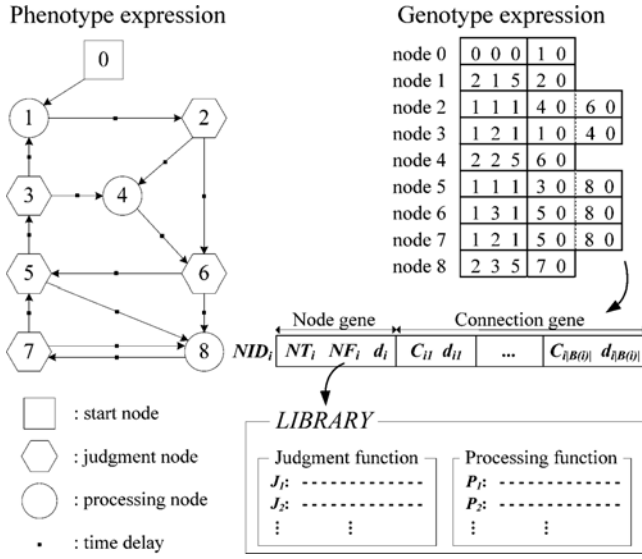 Phenotype expression
0
1
2
3
4
5
6
7
8
: start node
: judgment node
: processing node
: time delay
Genotype expression
node 0 0 0 0 1 0
node 1 2 1 5 2 0
node 2 1 1 1 4 0 6 0
node 3 1 2 1 1 0 4 0
node 4 2 2 5 6 0
node 5 1 1 1 3 0 8 0
node 6 1 3 1 5 0 8 0
node 7 1 2 1 5 0 8 0
node 8 2 3 5 7 0
Node gene Connection gene
NIDi NTi NFi di Ci1 di1 ... Ci|B(i)| di|B(i)|
LIBRARY
Judgment function
J1:
J2:
Processing function
P1:
P2: